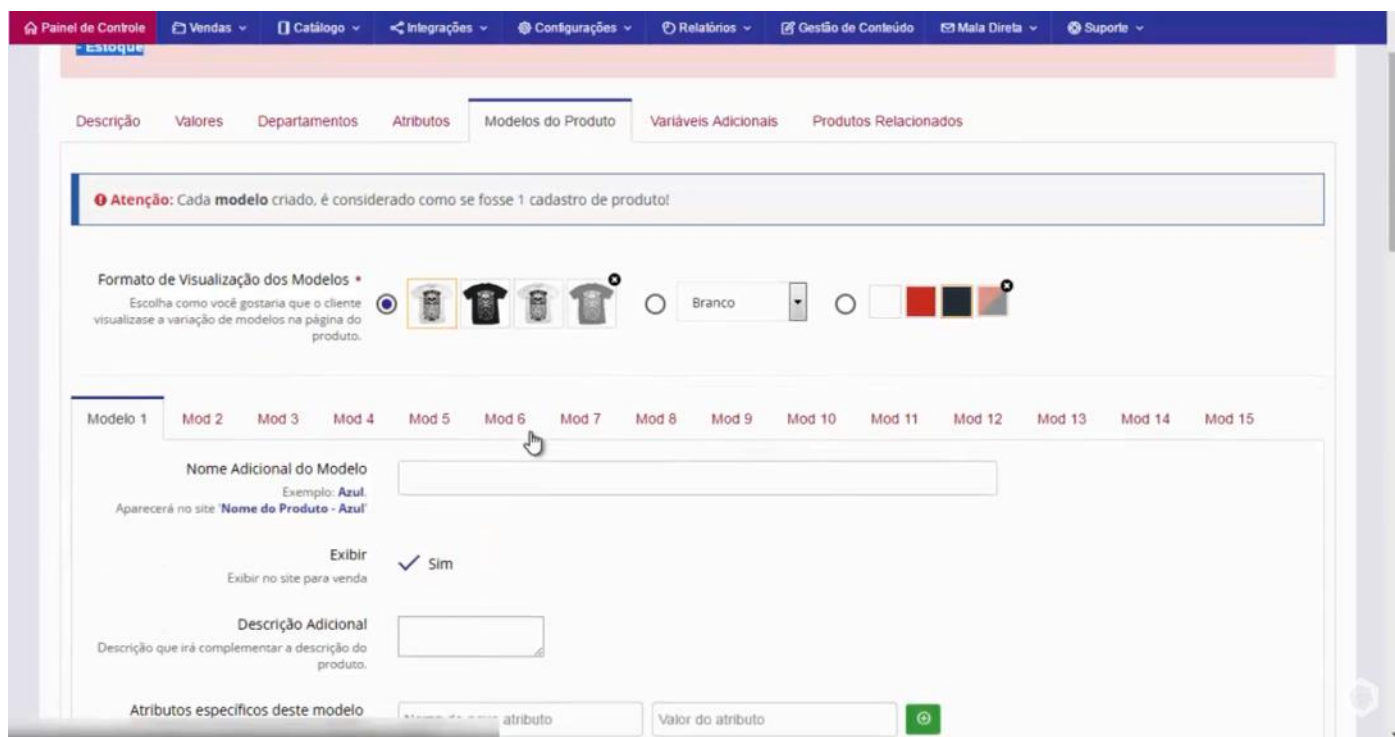 Painel de Controle Vendas Catálogo Integrações Configurações Relatórios Gestão de Conteúdo Mala Direta Suporte
- Estoque
Descrição Valores Departamentos Atributos Modelos do Produto Variáveis Adicionais Produtos Relacionados
Atenção: Cada modelo criado, é considerado como se fosse 1 cadastro de produto!
Formato de Visualização dos Modelos *
Escolha como você gostaria que o cliente
visualizase a variação de modelos na página do
produto.
Branco
Modelo 1 Mod 2 Mod 3 Mod 4 Mod 5 Mod 6 Mod 7 Mod 8 Mod 9 Mod 10 Mod 11 Mod 12 Mod 13 Mod 14 Mod 15
Nome Adicional do Modelo
Exemplo: Azul.
Aparecerá no site 'Nome do Produto - Azul'
Exibir
Sim
Exibir no site para venda
Descrição Adicional
Descrição que irá complementar a descrição do
produto.
Atributos específicos deste modelo
atributo Valor do atributo